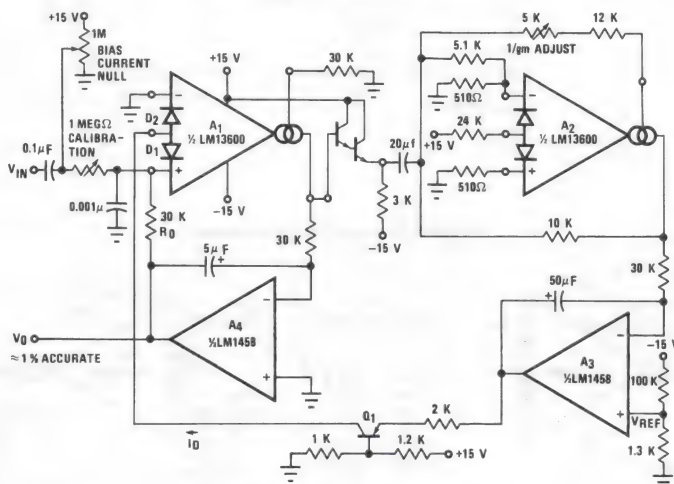 +15 V
1M
BIAS
CURRENT
NULL
1 MEGΩ
CALIBRA-
TION
0.1µF
VIN
0.001µ
D2
D1
−
+
A1
½ LM13600
+15 V
−15 V
30 K
30 K
R0
30 K
5µF
+
A4
½LM1458
−
+
V0
≈1% ACCURATE
ID
Q1
1 K
1.2 K
+15 V
2 K
20µf
3 K
−15 V
5 K
1/gm ADJUST
12 K
5.1 K
510Ω
24 K
+15 V
510Ω
−
+
A2
½ LM13600
10 K
30 K
50µF
+
A3
½LM1458
−
+
−15 V
100 K
VREF
1.3 K